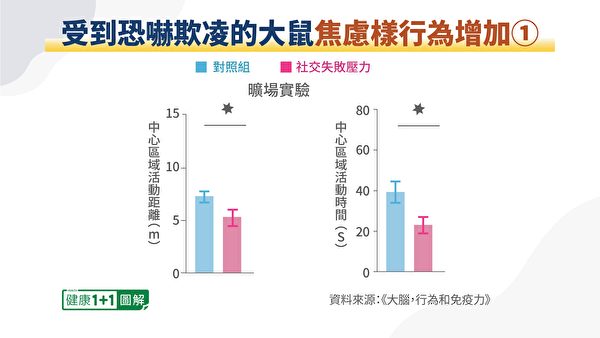 受到恐嚇欺凌的大鼠焦慮樣行為增加①
對照組 社交失敗壓力
曠場實驗
中心區域活動距離(m)
15
10
5
0
中心區域活動時間(S)
80
60
40
20
0
健康1+1圖解
資料來源:《大腦,行為和免疫力》